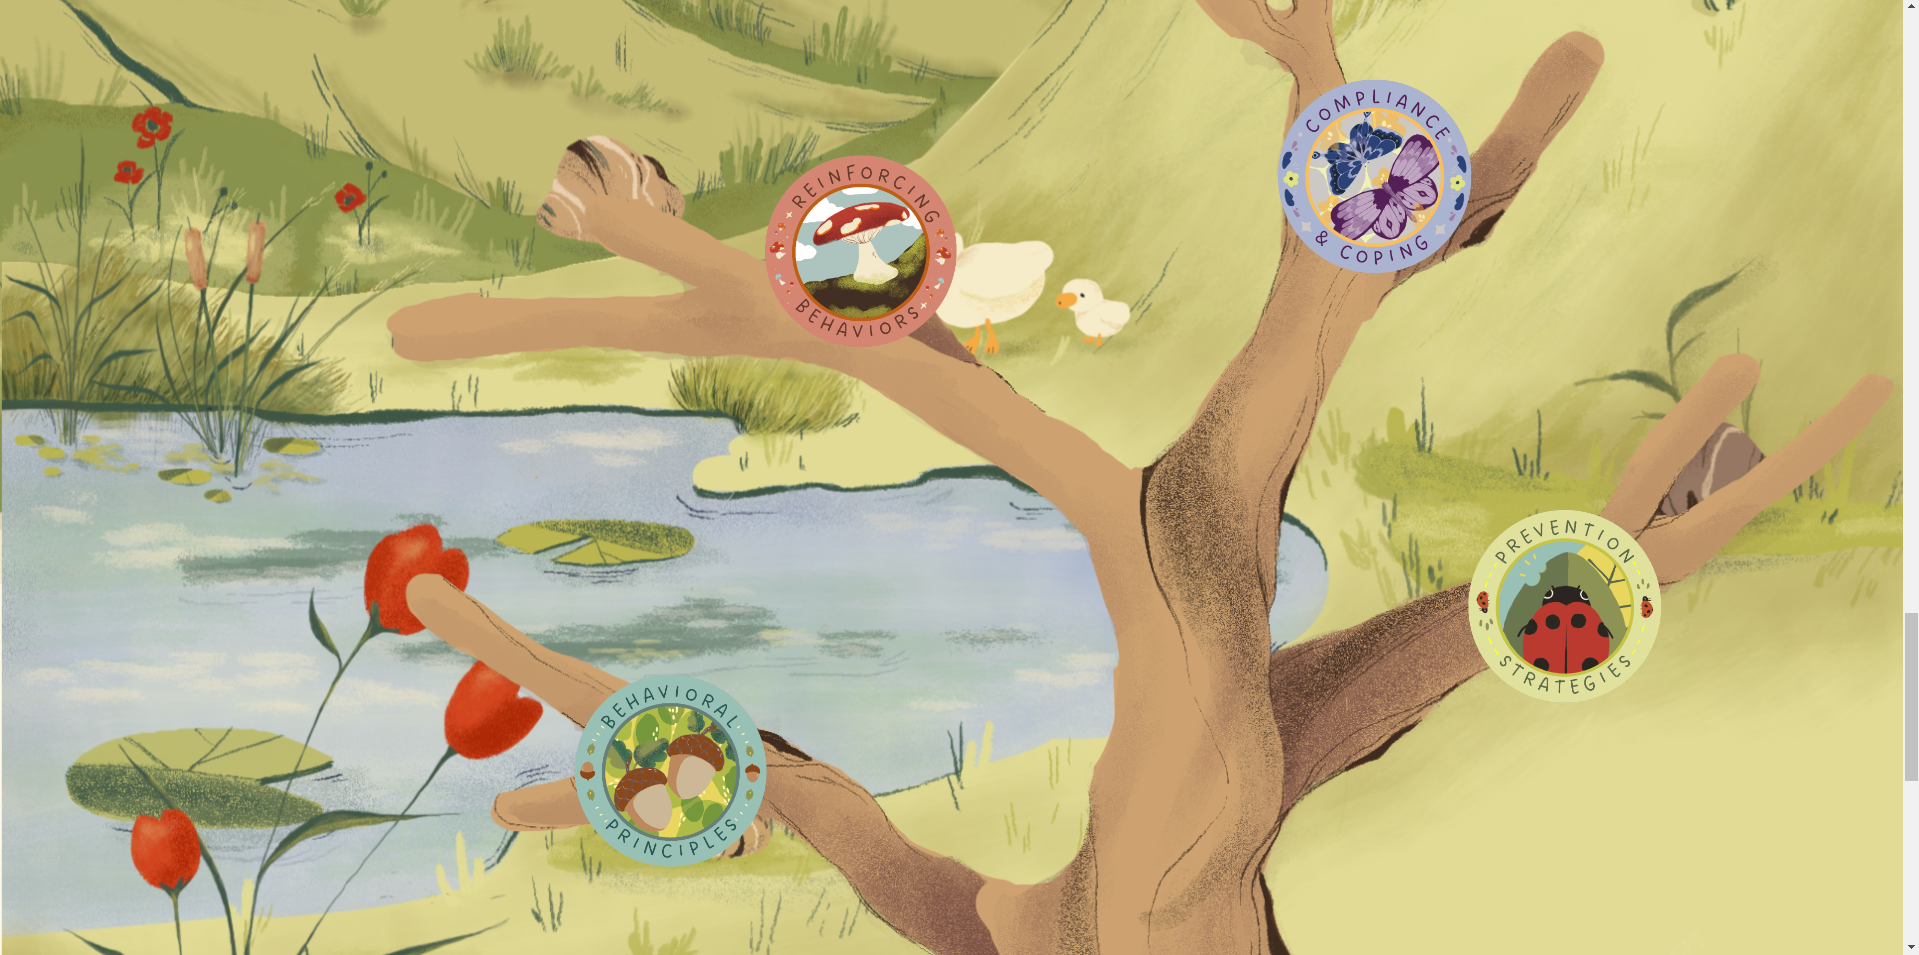 COMPLIANCE
& COPING
REINFORCING
BEHAVIORS
PREVENTION
STRATEGIES
BEHAVIORAL
PRINCIPLES